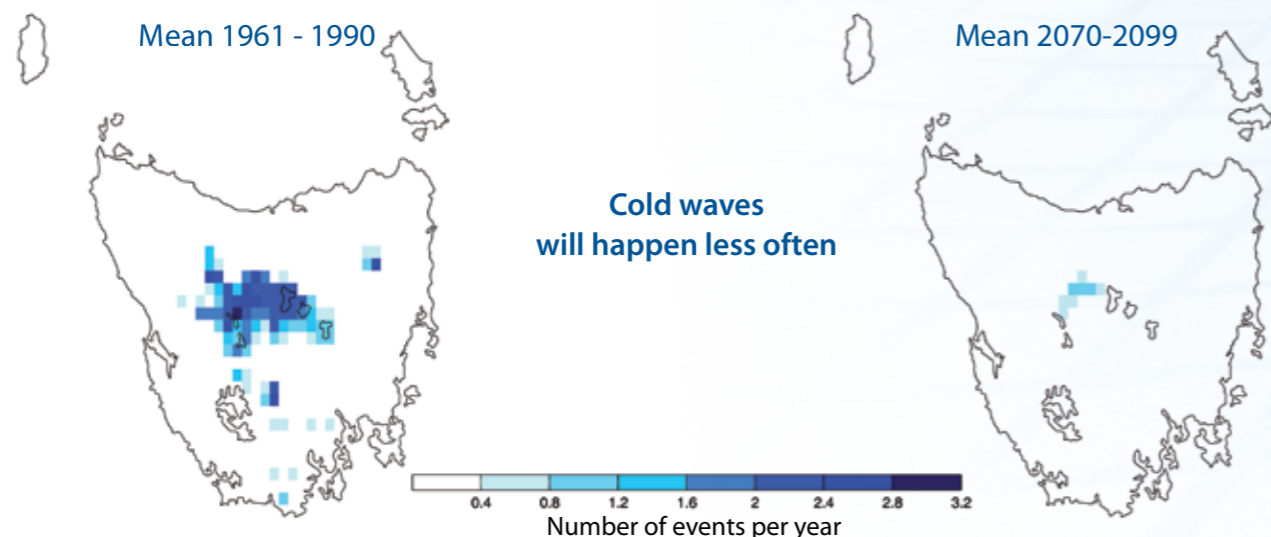 Mean 1961 - 1990
Mean 2070-2099
Cold waves
will happen less often
0.4 0.8 1.2 1.6 2 2.4 2.8 3.2
Number of events per year